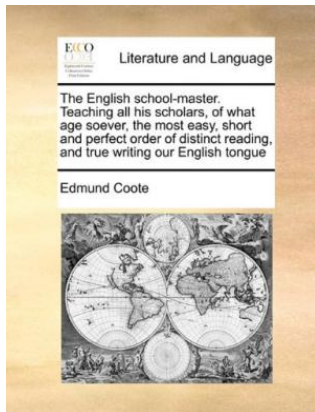 ECCO
Literature and Language
The English school-master.
Teaching all his scholars, of what
age soever, the most easy, short
and perfect order of distinct reading,
and true writing our English tongue
Edmund Coote